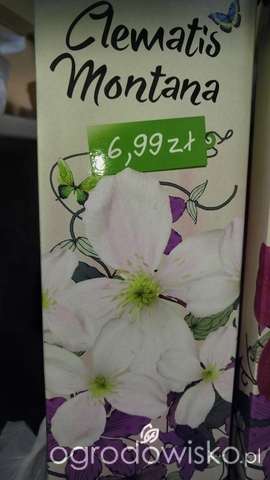 Clematis
Montana
6,99 zł
ogrodowisko.pl